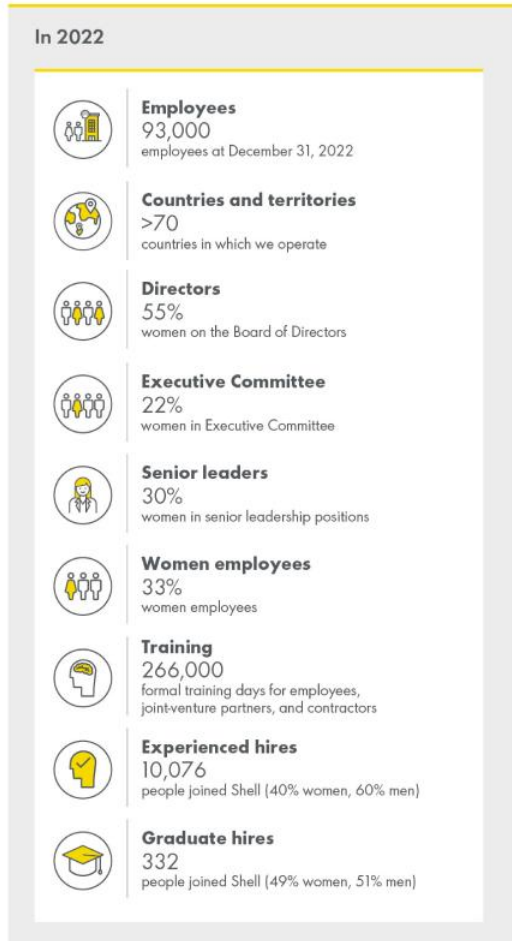 In 2022
Employees
93,000
employees at December 31, 2022
Countries and territories
>70
countries in which we operate
Directors
55%
women on the Board of Directors
Executive Committee
22%
women in Executive Committee
Senior leaders
30%
women in senior leadership positions
Women employees
33%
women employees
Training
266,000
formal training days for employees,
joint-venture partners, and contractors
Experienced hires
10,076
people joined Shell (40% women, 60% men)
Graduate hires
332
people joined Shell (49% women, 51% men)